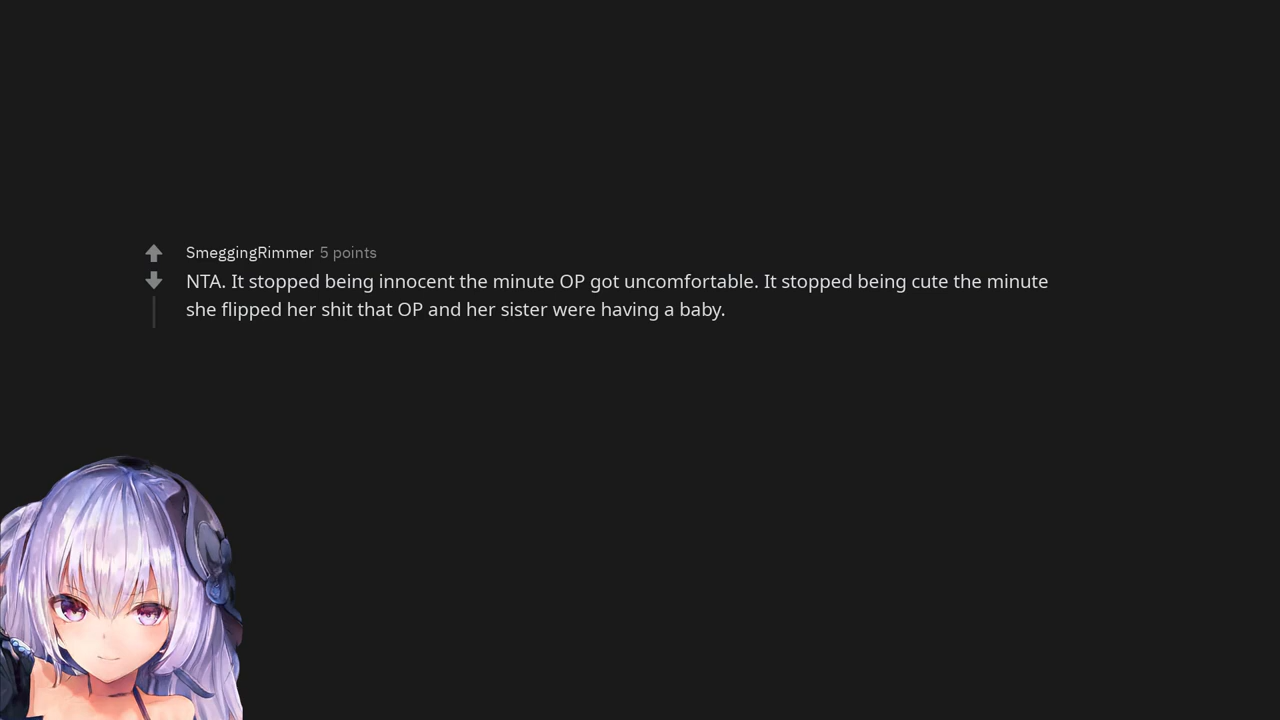 SmeggingRimmer 5 points
NTA. It stopped being innocent the minute OP got uncomfortable. It stopped being cute the minute
she flipped her shit that OP and her sister were having a baby.